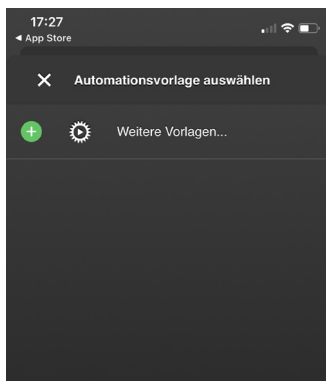 17:27
◀ App Store
Automationsvorlage auswählen
Weitere Vorlagen...